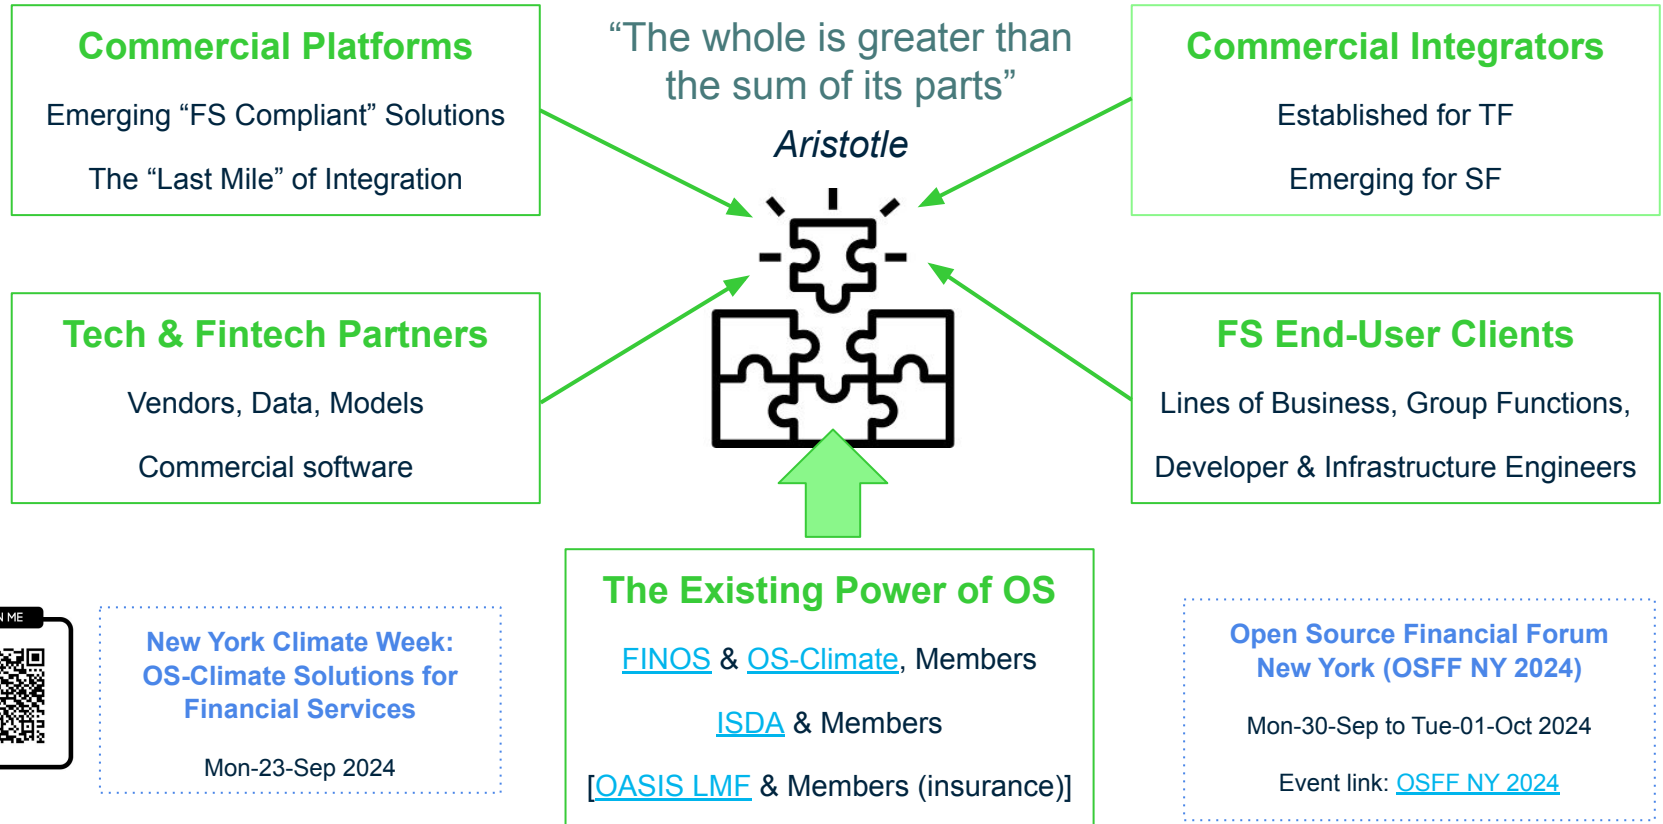 Commercial Platforms
Emerging “FS Compliant” Solutions
The “Last Mile” of Integration
“The whole is greater than
the sum of its parts”
Aristotle
Commercial Integrators
Established for TF
Emerging for SF
Tech & Fintech Partners
Vendors, Data, Models
Commercial software
FS End-User Clients
Lines of Business, Group Functions,
Developer & Infrastructure Engineers
ME
New York Climate Week:
OS-Climate Solutions for
Financial Services
Mon-23-Sep 2024
The Existing Power of OS
FINOS & OS-Climate, Members
ISDA & Members
[OASIS LMF & Members (insurance)]
Open Source Financial Forum
New York (OSFF NY 2024)
Mon-30-Sep to Tue-01-Oct 2024
Event link: OSFF NY 2024